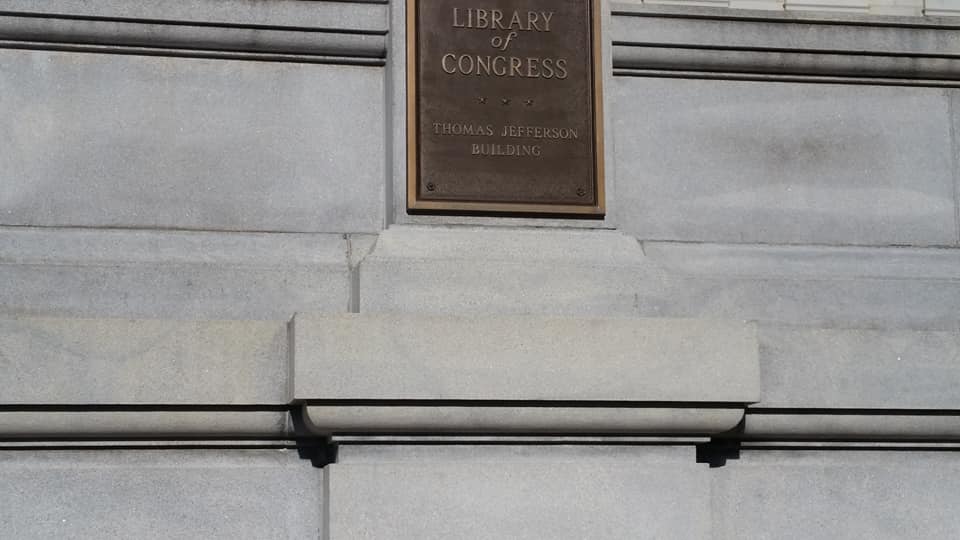 LIBRARY
of
CONGRESS
THOMAS JEFFERSON
BUILDING